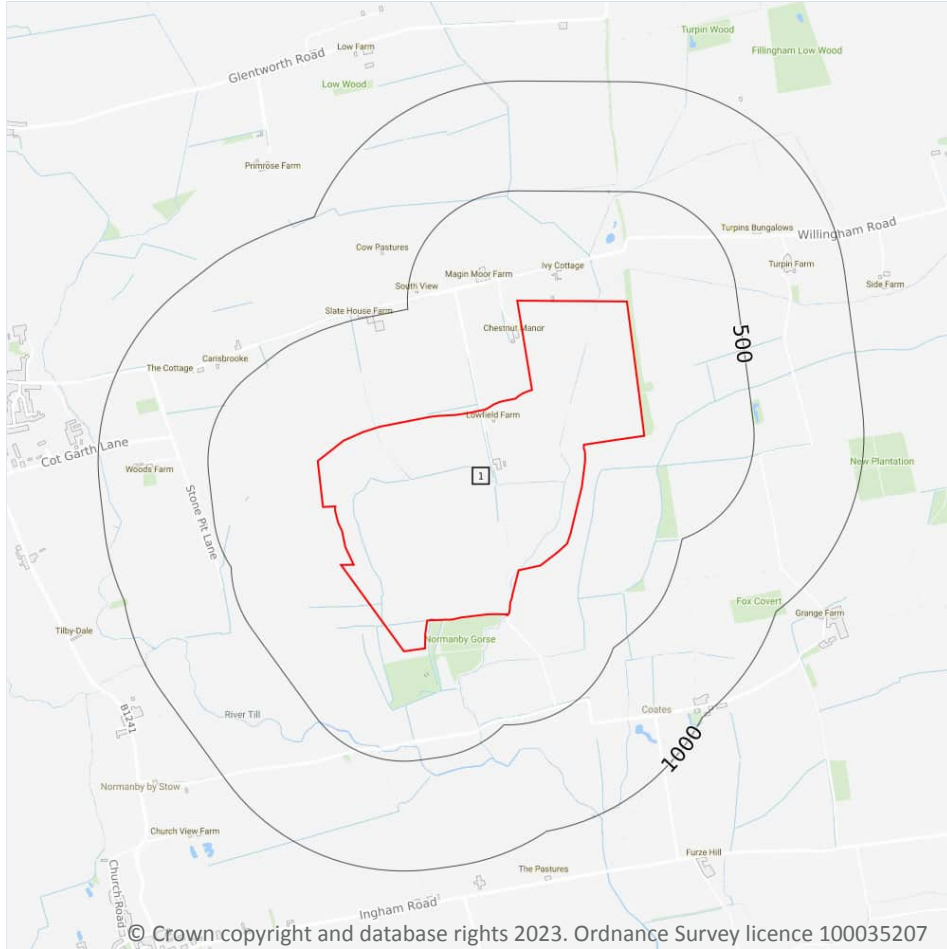 Low Farm
Turpin Wood
Glentworth Road
Fillingham Low Wood
Low Wood
Primrose Farm
Turpins Bungalows
Willingham Road
Cow Pastures
Ivy Cottage
Turpin Farm
Magin Moor Farm
South View
Side Farm
Slate House Farm
Chestnut Manor
500
Carisbrooke
The Cottage
Lowfield Farm
Cot Garth Lane
New Plantation
Woods Farm
1
Stone Pit Lane
Fox Covert
Grange Farm
Tilby-Dale
Normanby Gorse
River Till
Coates
B1241
1000
Normanby by Stow
Church View Farm
Furze Hill
The Pastures
Church Road
Ingham Road
© Crown copyright and database rights 2023. Ordnance Survey licence 100035207